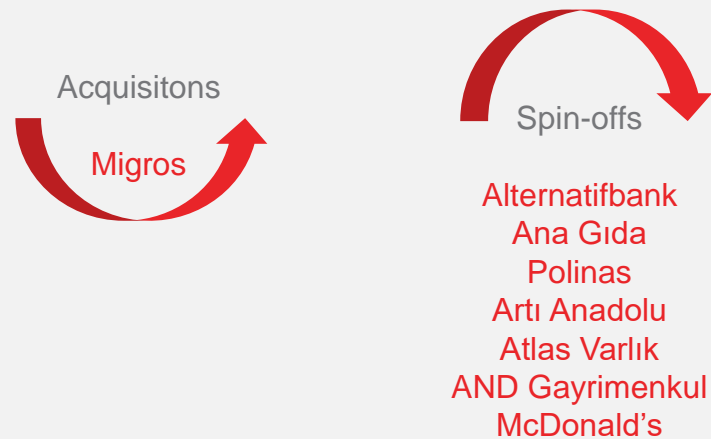 Acquisitons
Migros
Spin-offs
Alternatifbank
Ana Gıda
Polinas
Artı Anadolu
Atlas Varlık
AND Gayrimenkul
McDonald’s